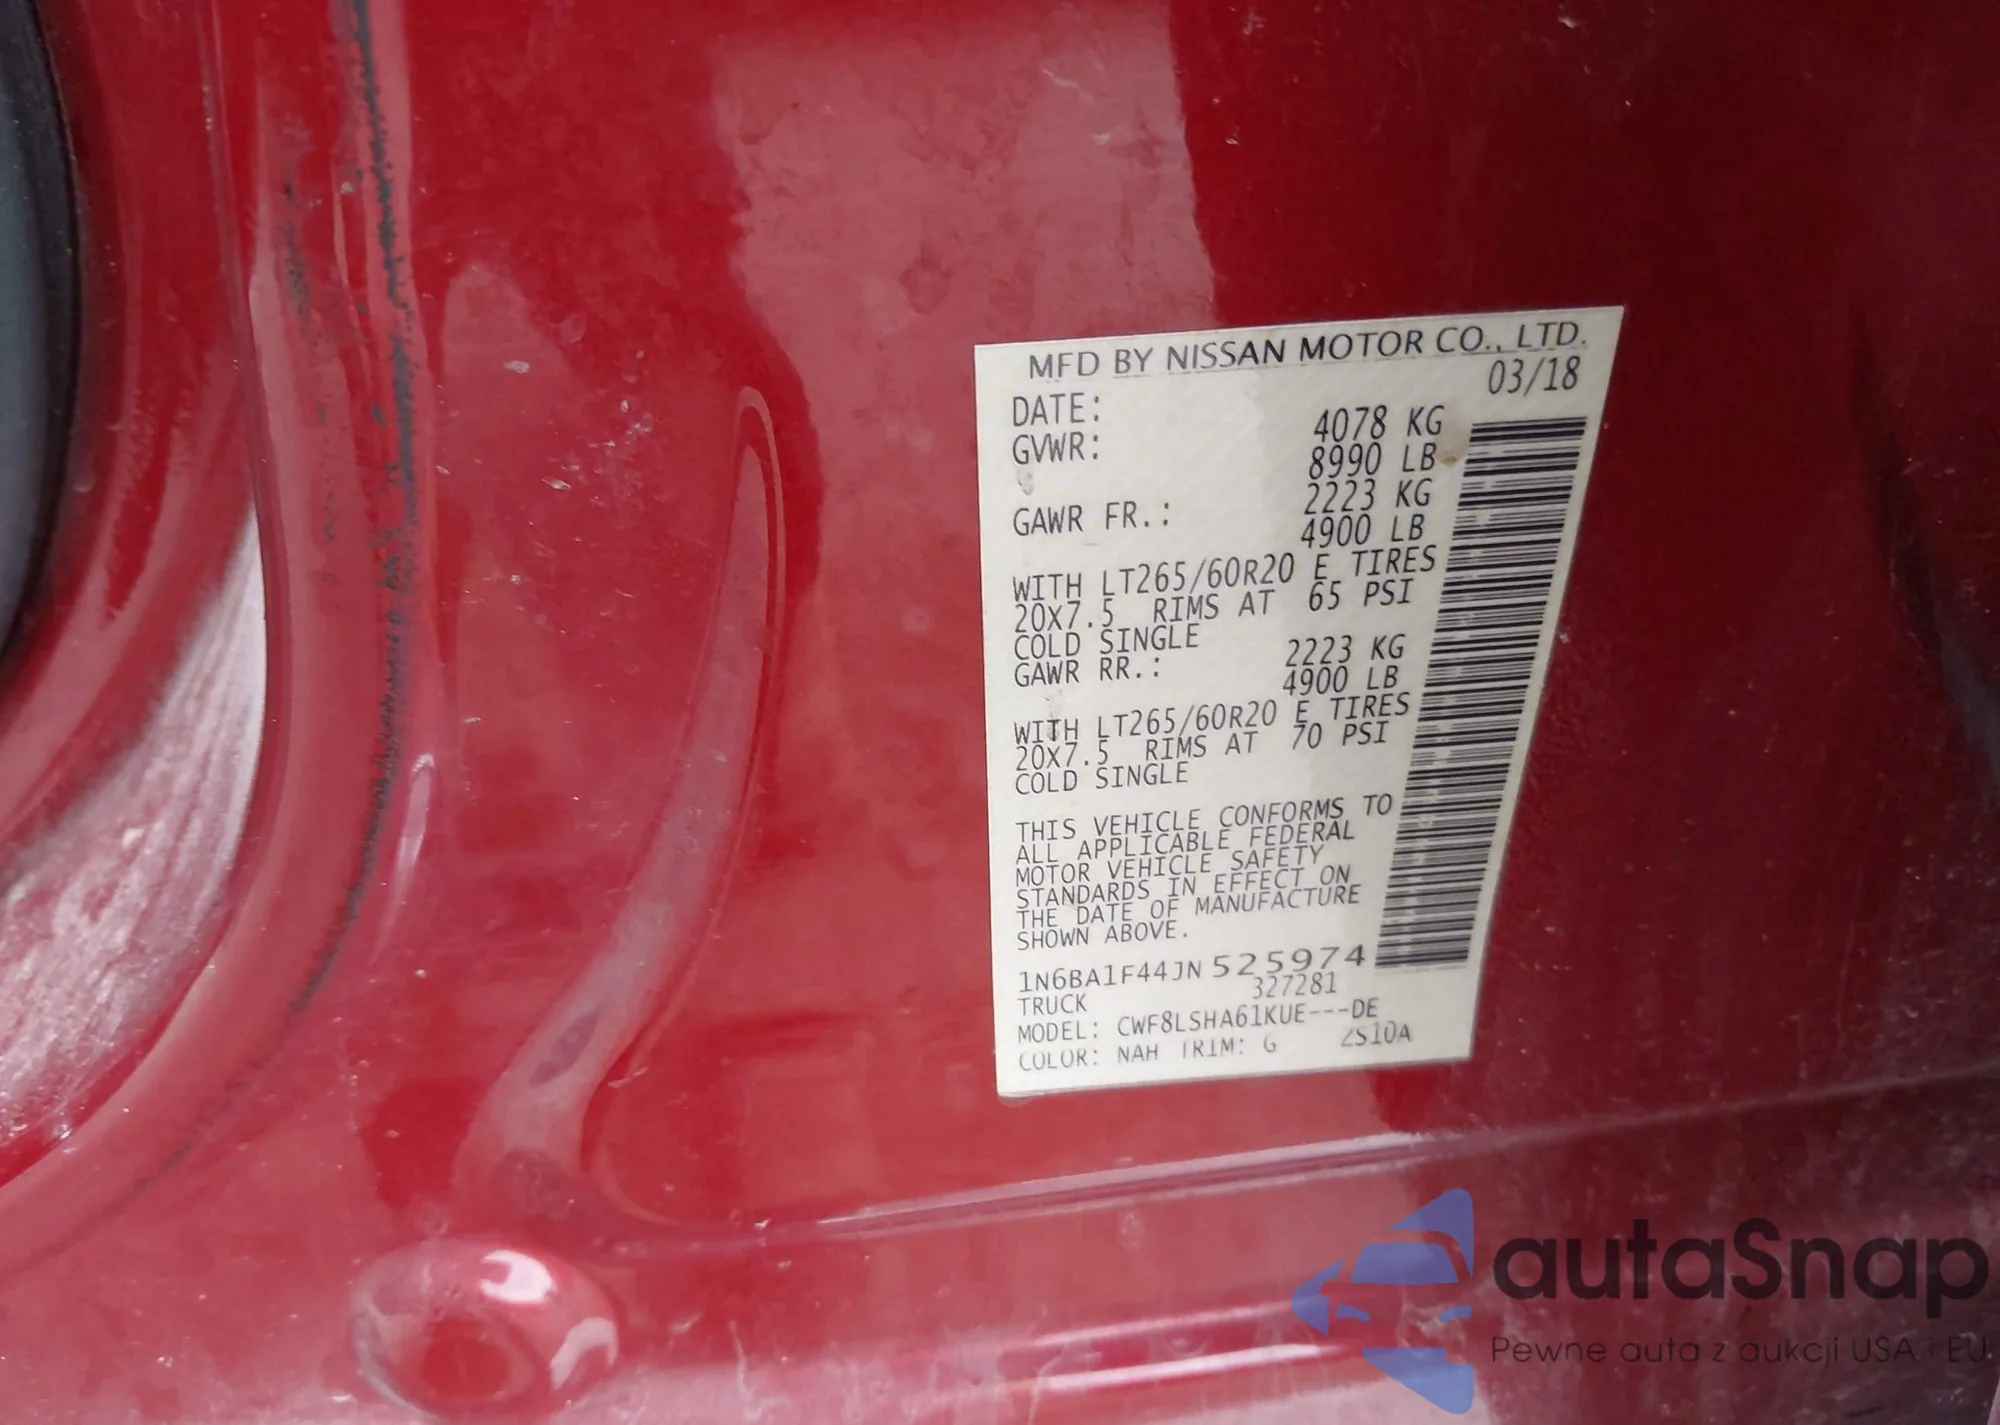 MFD BY NISSAN MOTOR CO., LTD.
DATE: 03/18
GVWR: 4078 KG
8990 LB
GAWR FR.: 2223 KG
4900 LB
WITH LT265/60R20 E TIRES
20X7.5 RIMS AT 65 PSI
COLD SINGLE
GAWR RR.: 2223 KG
4900 LB
WITH LT265/60R20 E TIRES
20X7.5 RIMS AT 70 PSI
COLD SINGLE
THIS VEHICLE CONFORMS TO
ALL APPLICABLE FEDERAL
MOTOR VEHICLE SAFETY
STANDARDS IN EFFECT ON
THE DATE OF MANUFACTURE
SHOWN ABOVE.
1N6BA1F44JN525974
TRUCK 327281
MODEL: CWF8LSHA61KUE---DE
COLOR: NAH TRIM: G ZS10A
autaSnap
Pewne auta z aukcji USA i EU